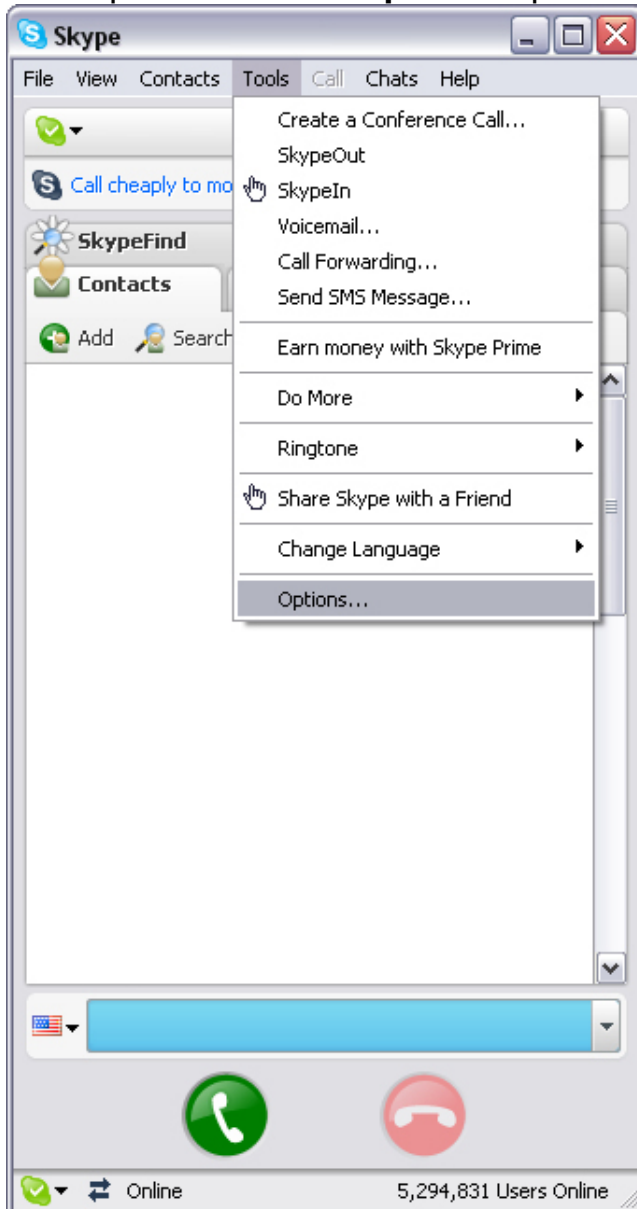 Skype
File View Contacts Tools Call Chats Help
Create a Conference Call...
SkypeOut
Call cheaply to mo
SkypeIn
Voicemail...
SkypeFind
Call Forwarding...
Contacts
Send SMS Message...
Add Search
Earn money with Skype Prime
Do More
Ringtone
Share Skype with a Friend
Change Language
Options...
Online 5,294,831 Users Online